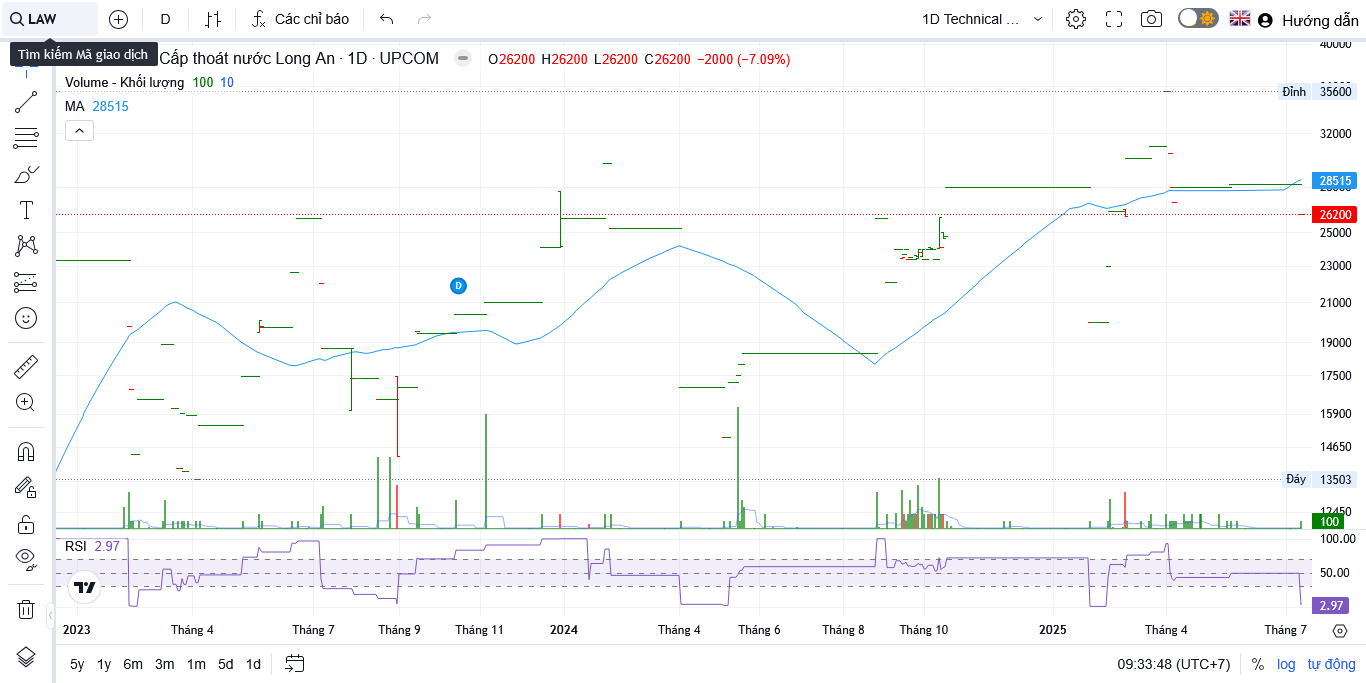 LAW
D
Các chỉ báo
1D Technical ...
Hướng dẫn
Tìm kiếm Mã giao dịch
Cấp thoát nước Long An · 1D · UPCOM
O26200 H26200 L26200 C26200 −2000 (−7.09%)
Volume - Khối lượng 100 10
MA 28515
40000
Đỉnh 35600
32000
28515
26200
25000
23000
21000
19000
17500
15900
14650
Đáy 13503
12450
100
D
RSI 2.97
100.00
50.00
2.97
2023 Tháng 4 Tháng 7 Tháng 9 Tháng 11 2024 Tháng 4 Tháng 6 Tháng 8 Tháng 10 2025 Tháng 4 Tháng 7
5y 1y 6m 3m 1m 5d 1d
09:33:48 (UTC+7) % log tự động